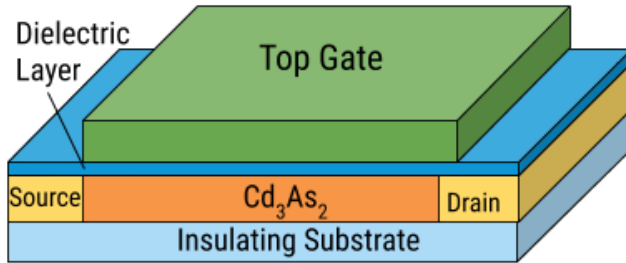 Dielectric
Layer
Top Gate
Source
Cd₃As₂
Drain
Insulating Substrate